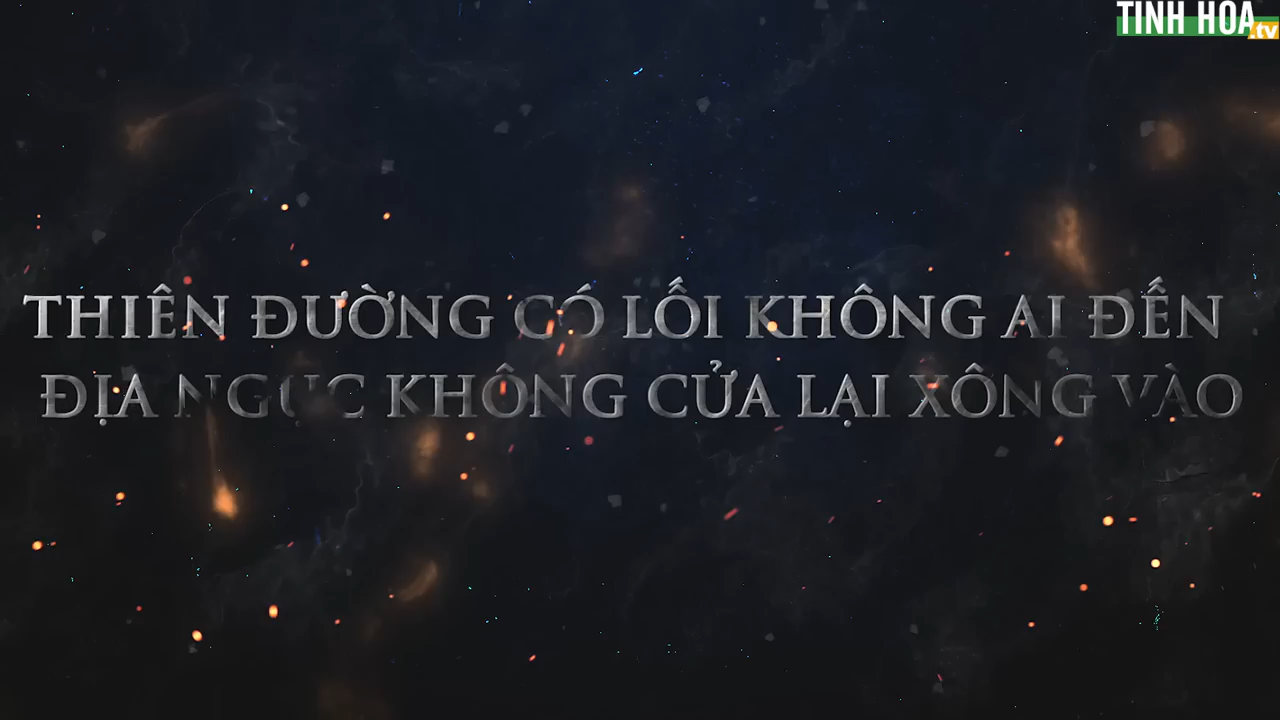 TINH HOA
.tv
THIÊN ĐƯỜNG CÓ LỐI KHÔNG AI ĐẾN
ĐỊA NGỤC KHÔNG CỬA LẠI XÔNG VÀO